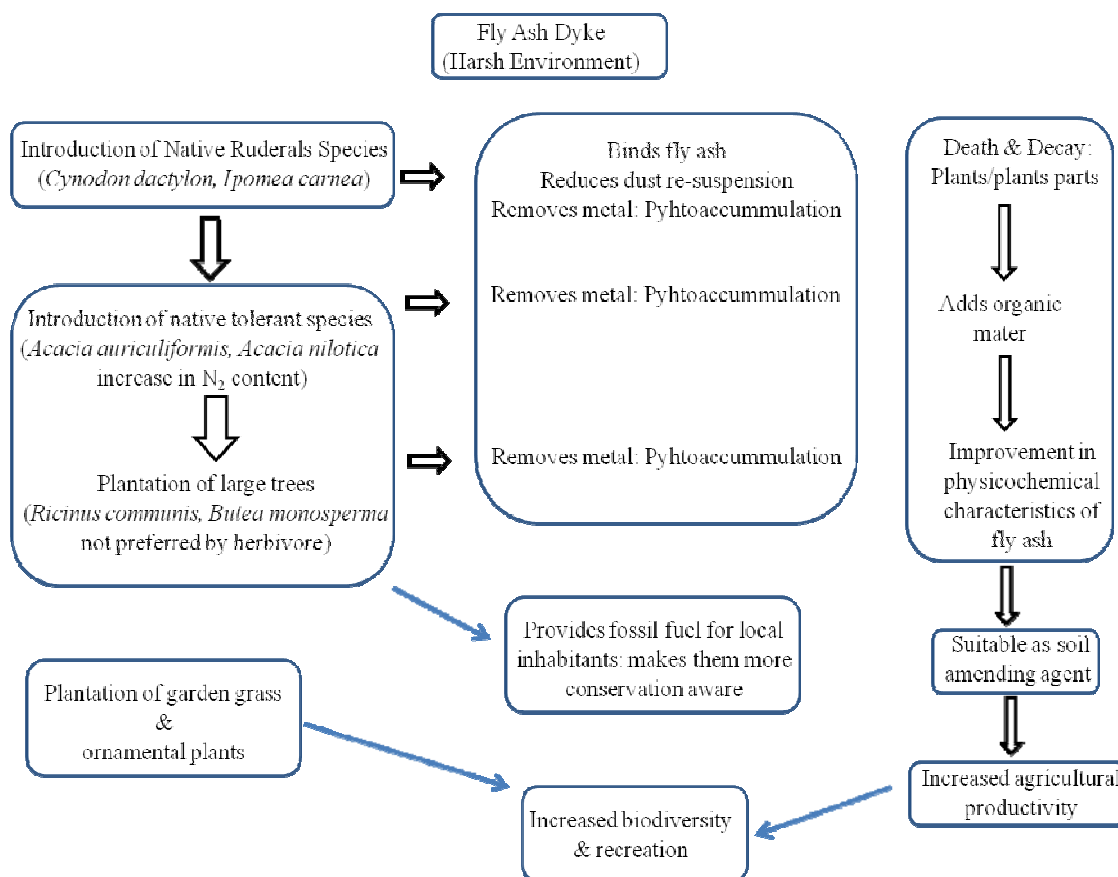 Fly Ash Dyke
(Harsh Environment)
Introduction of Native Ruderals Species
(Cynodon dactylon, Ipomea carnea)
Binds fly ash
Reduces dust re-suspension
Removes metal: Pyhtoaccummulation
Removes metal: Pyhtoaccummulation
Removes metal: Pyhtoaccummulation
Introduction of native tolerant species
(Acacia auriculiformis, Acacia nilotica
increase in N₂ content)
Plantation of large trees
(Ricinus communis, Butea monosperma
not preferred by herbivore)
Death & Decay:
Plants/plants parts
Adds organic
mater
Improvement in
physicochemical
characteristics of
fly ash
Provides fossil fuel for local
inhabitants: makes them more
conservation aware
Suitable as soil
amending agent
Plantation of garden grass
&
ornamental plants
Increased agricultural
productivity
Increased biodiversity
& recreation